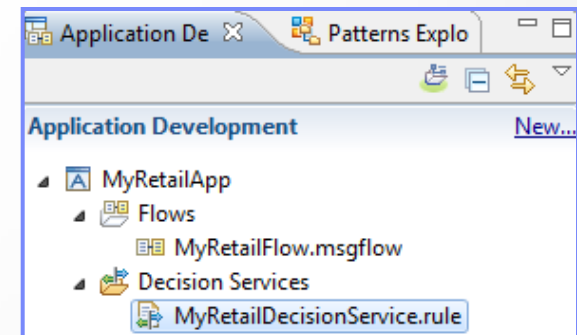 Application De Patterns Explo
Application Development New...
MyRetailApp
Flows
MyRetailFlow.msgflow
Decision Services
MyRetailDecisionService.rule